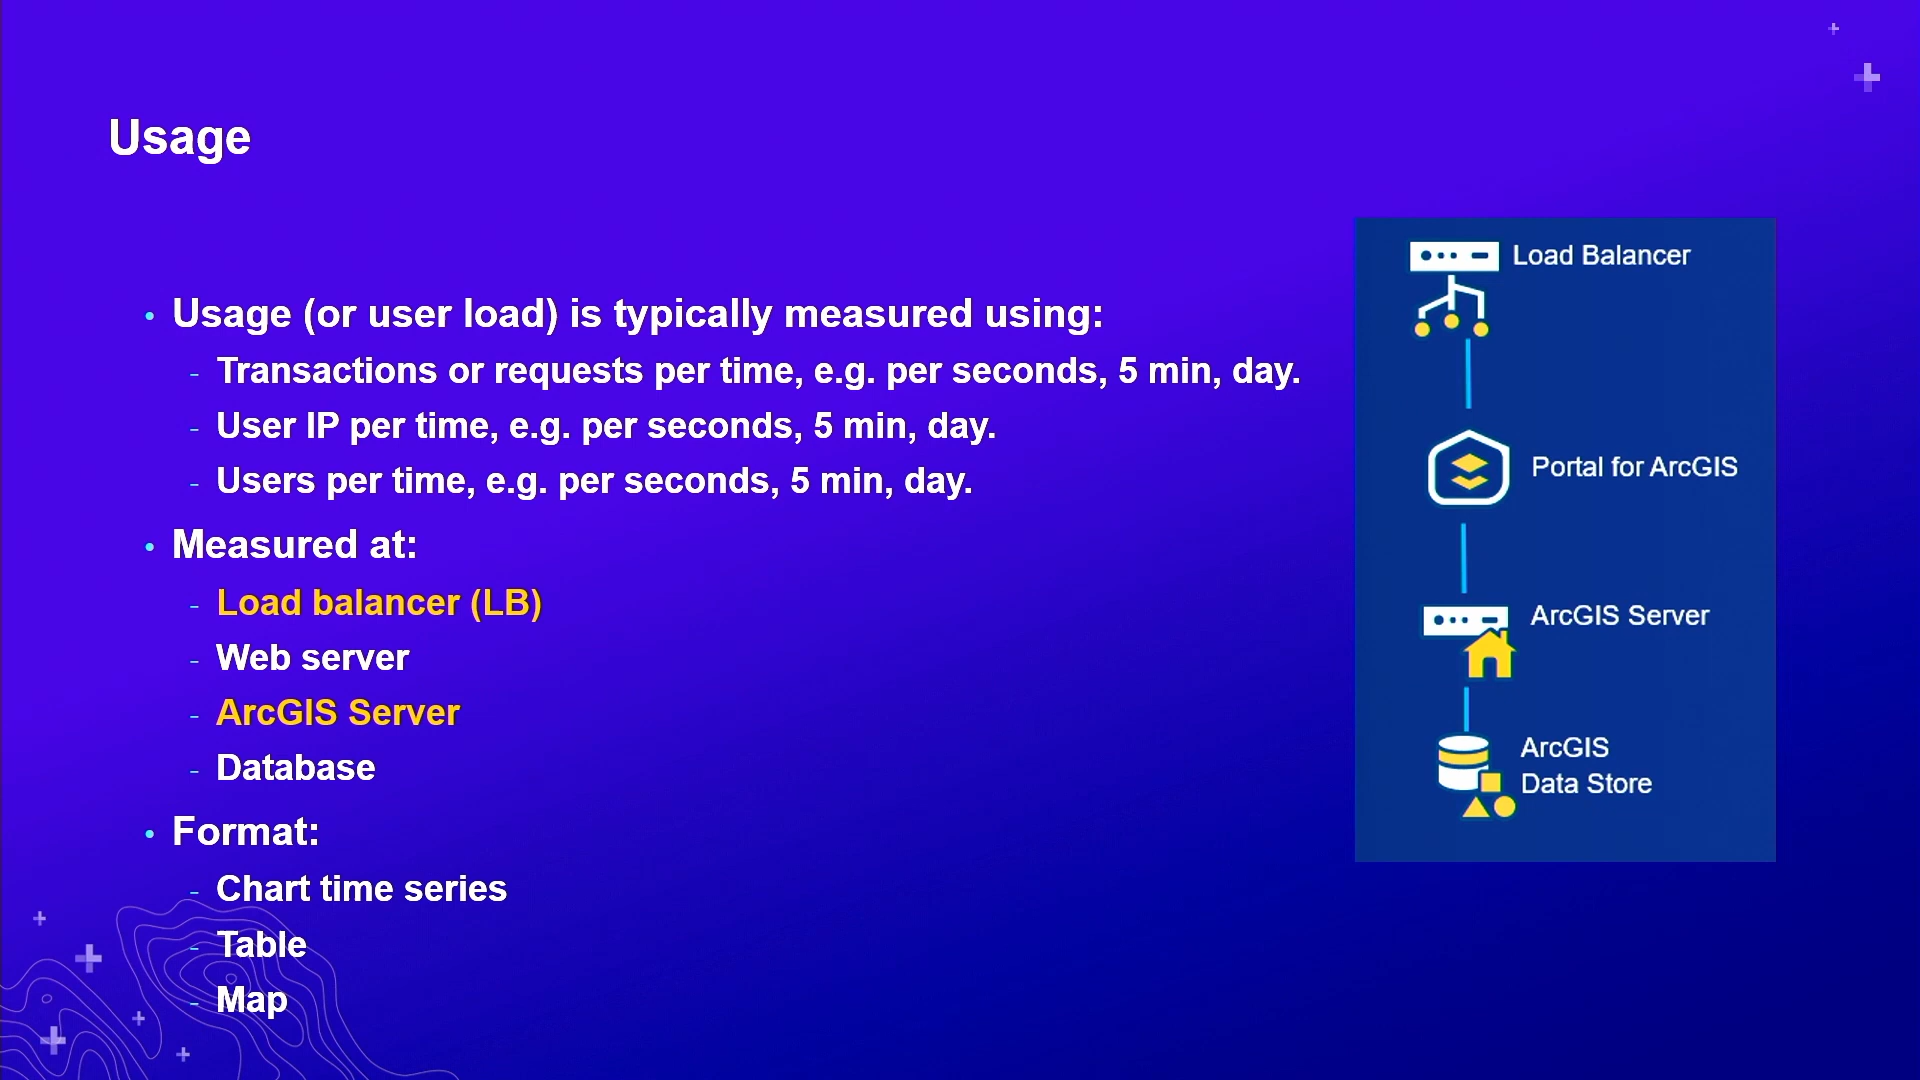 Usage
• Usage (or user load) is typically measured using:
- Transactions or requests per time, e.g. per seconds, 5 min, day.
- User IP per time, e.g. per seconds, 5 min, day.
- Users per time, e.g. per seconds, 5 min, day.
• Measured at:
- Load balancer (LB)
- Web server
- ArcGIS Server
- Database
• Format:
- Chart time series
- Table
- Map
Load Balancer
Portal for ArcGIS
ArcGIS Server
ArcGIS
Data Store